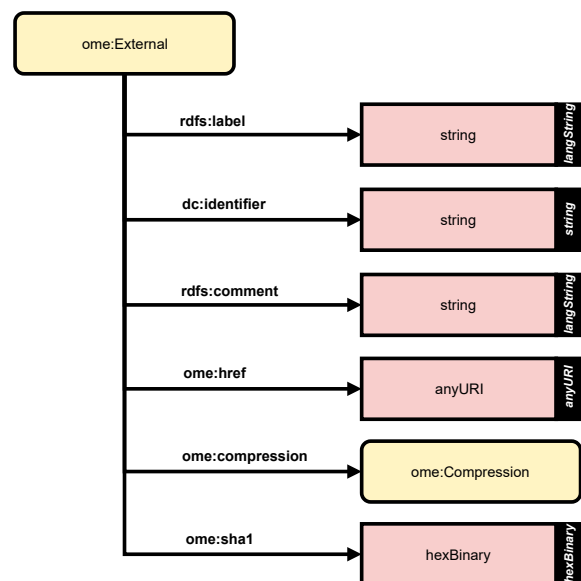 ome:External
rdfs:label
string
langString
dc:identifier
string
string
rdfs:comment
string
langString
ome:href
anyURI
anyURI
ome:compression
ome:Compression
ome:sha1
hexBinary
hexBinary